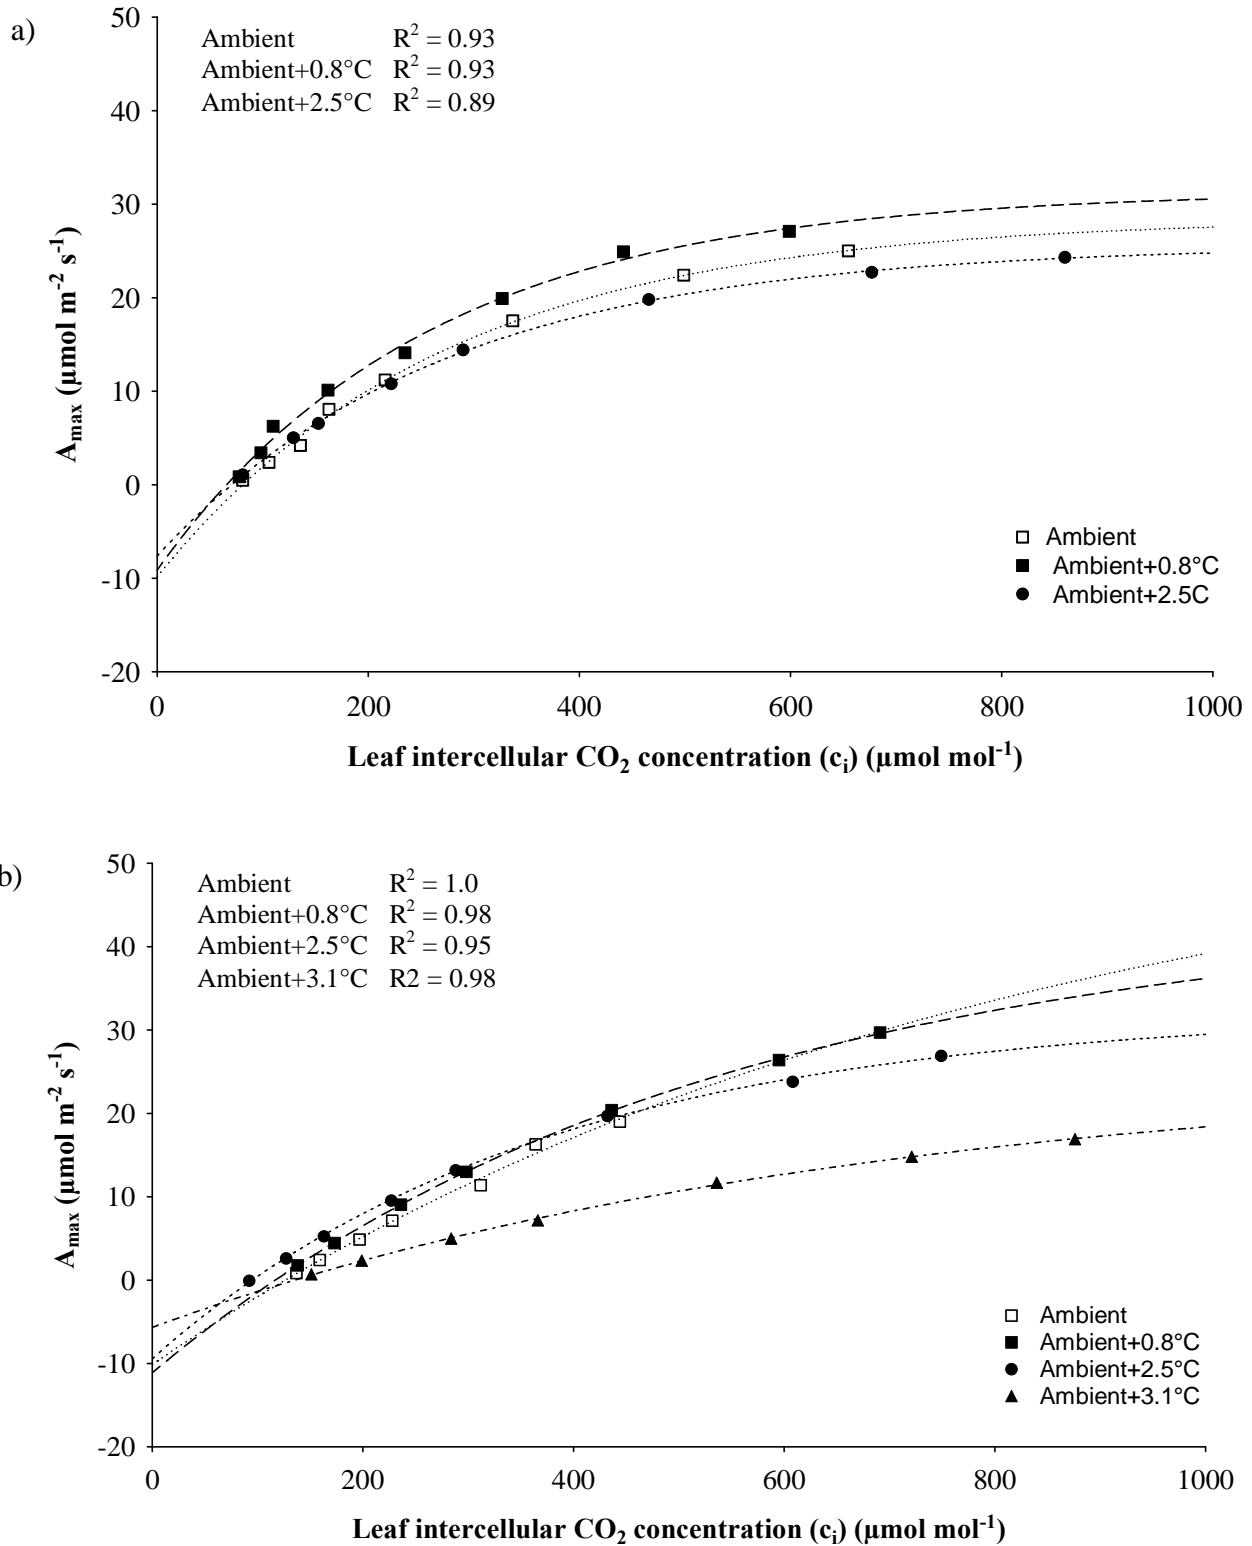 a)
Ambient R² = 0.93
Ambient+0.8°C R² = 0.93
Ambient+2.5°C R² = 0.89
50
40
30
20
10
0
-10
-20
A_max (µmol m⁻² s⁻¹)
Ambient
Ambient+0.8°C
Ambient+2.5C
0 200 400 600 800 1000
Leaf intercellular CO₂ concentration (cᵢ) (µmol mol⁻¹)
b)
Ambient R² = 1.0
Ambient+0.8°C R² = 0.98
Ambient+2.5°C R² = 0.95
Ambient+3.1°C R2 = 0.98
50
40
30
20
10
0
-10
-20
A_max (µmol m⁻² s⁻¹)
Ambient
Ambient+0.8°C
Ambient+2.5°C
Ambient+3.1°C
0 200 400 600 800 1000
Leaf intercellular CO₂ concentration (cᵢ) (µmol mol⁻¹)